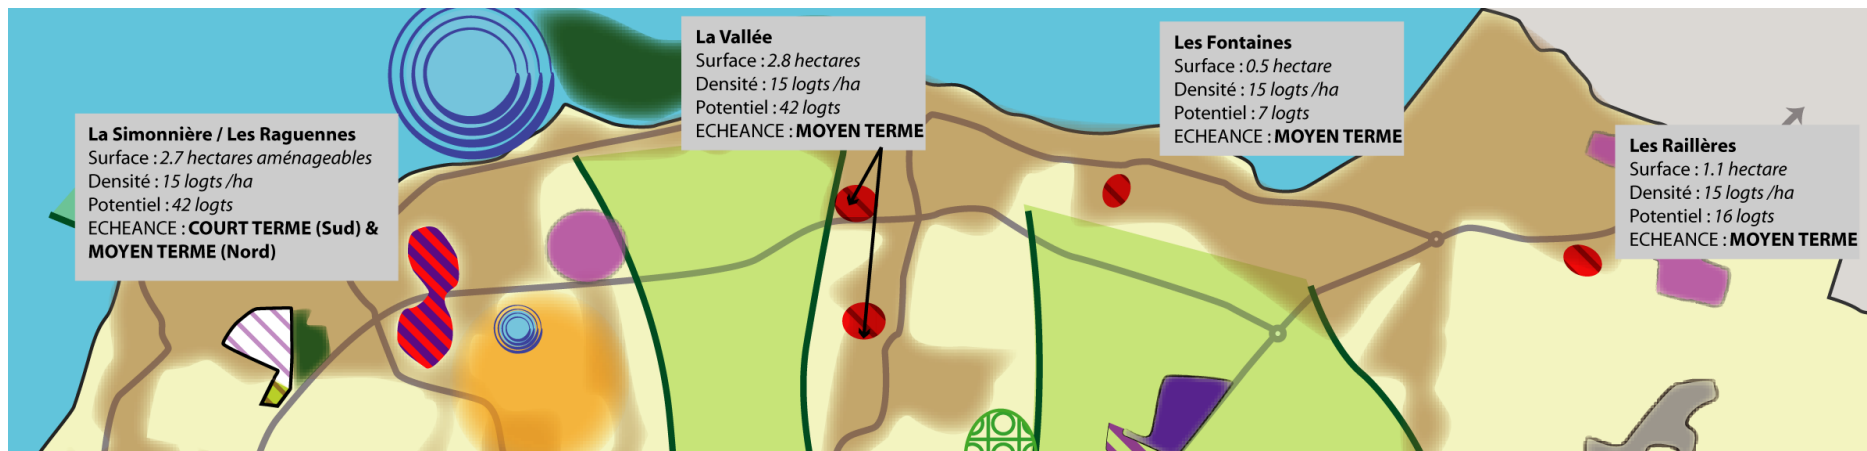 La Simonnière / Les Raguennes
Surface : 2.7 hectares aménageables
Densité : 15 logts /ha
Potentiel : 42 logts
ECHEANCE : COURT TERME (Sud) &
MOYEN TERME (Nord)
La Vallée
Surface : 2.8 hectares
Densité : 15 logts /ha
Potentiel : 42 logts
ECHEANCE : MOYEN TERME
Les Fontaines
Surface : 0.5 hectare
Densité : 15 logts /ha
Potentiel : 7 logts
ECHEANCE : MOYEN TERME
Les Raillères
Surface : 1.1 hectare
Densité : 15 logts /ha
Potentiel : 16 logts
ECHEANCE : MOYEN TERME